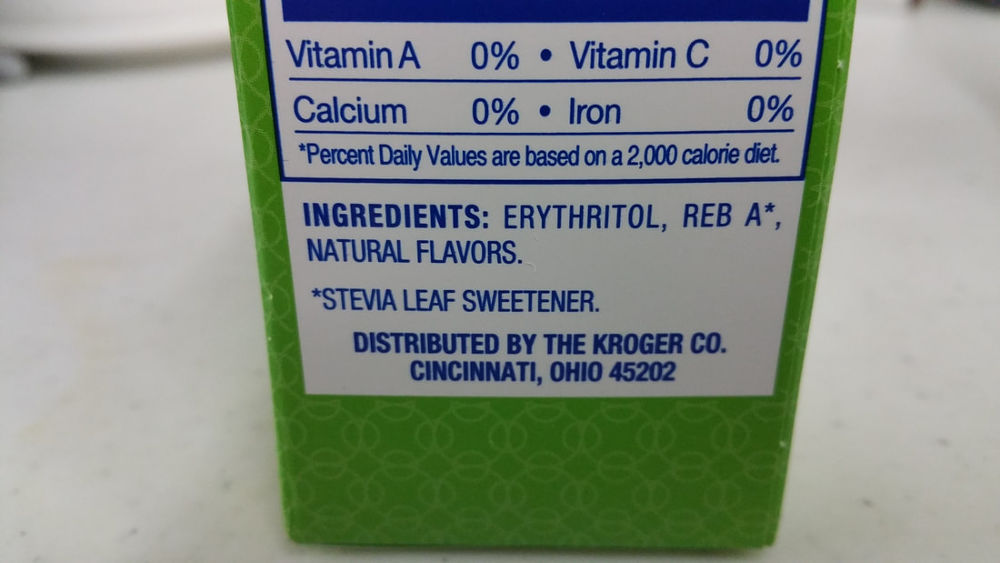 Vitamin A 0% • Vitamin C 0%
Calcium 0% • Iron 0%
*Percent Daily Values are based on a 2,000 calorie diet.
INGREDIENTS: ERYTHRITOL, REB A*,
NATURAL FLAVORS.
*STEVIA LEAF SWEETENER.
DISTRIBUTED BY THE KROGER CO.
CINCINNATI, OHIO 45202